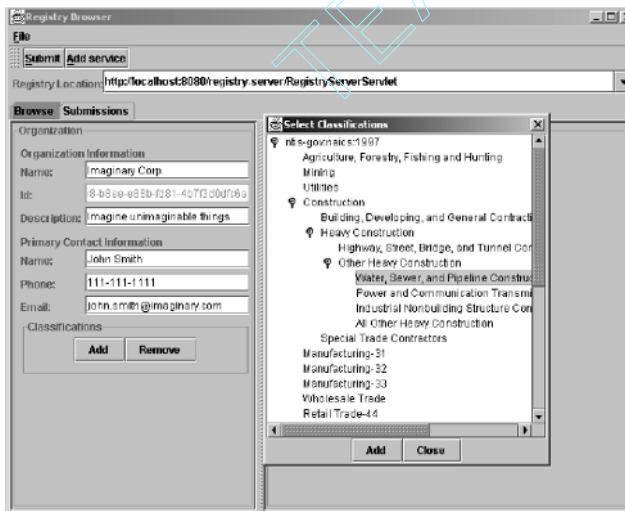 Registry Browser
File
Submit Add service
Registry Location: http://localhost:8080/registry-server/RegistryServerServlet
Browse Submissions
Organization
Organization Information
Name: Imaginary Corp.
Id:
Description: Imagine unimaginable things
Primary Contact Information
Name: John Smith
Phone: 111-111-1111
Email: john.smith@imaginary.com
Classifications
Add Remove
Select Classifications
ntis-gov:naics:1997
Agriculture, Forestry, Fishing and Hunting
Mining
Utilities
Construction
Building, Developing, and General Contracti
Heavy Construction
Highway, Street, Bridge, and Tunnel Con
Other Heavy Construction
Water, Sewer, and Pipeline Construc
Power and Communication Transmi
Industrial Nonbuilding Structure Con
All Other Heavy Construction
Special Trade Contractors
Manufacturing-31
Manufacturing-32
Manufacturing-33
Wholesale Trade
Retail Trade-44
Add Close
TEA